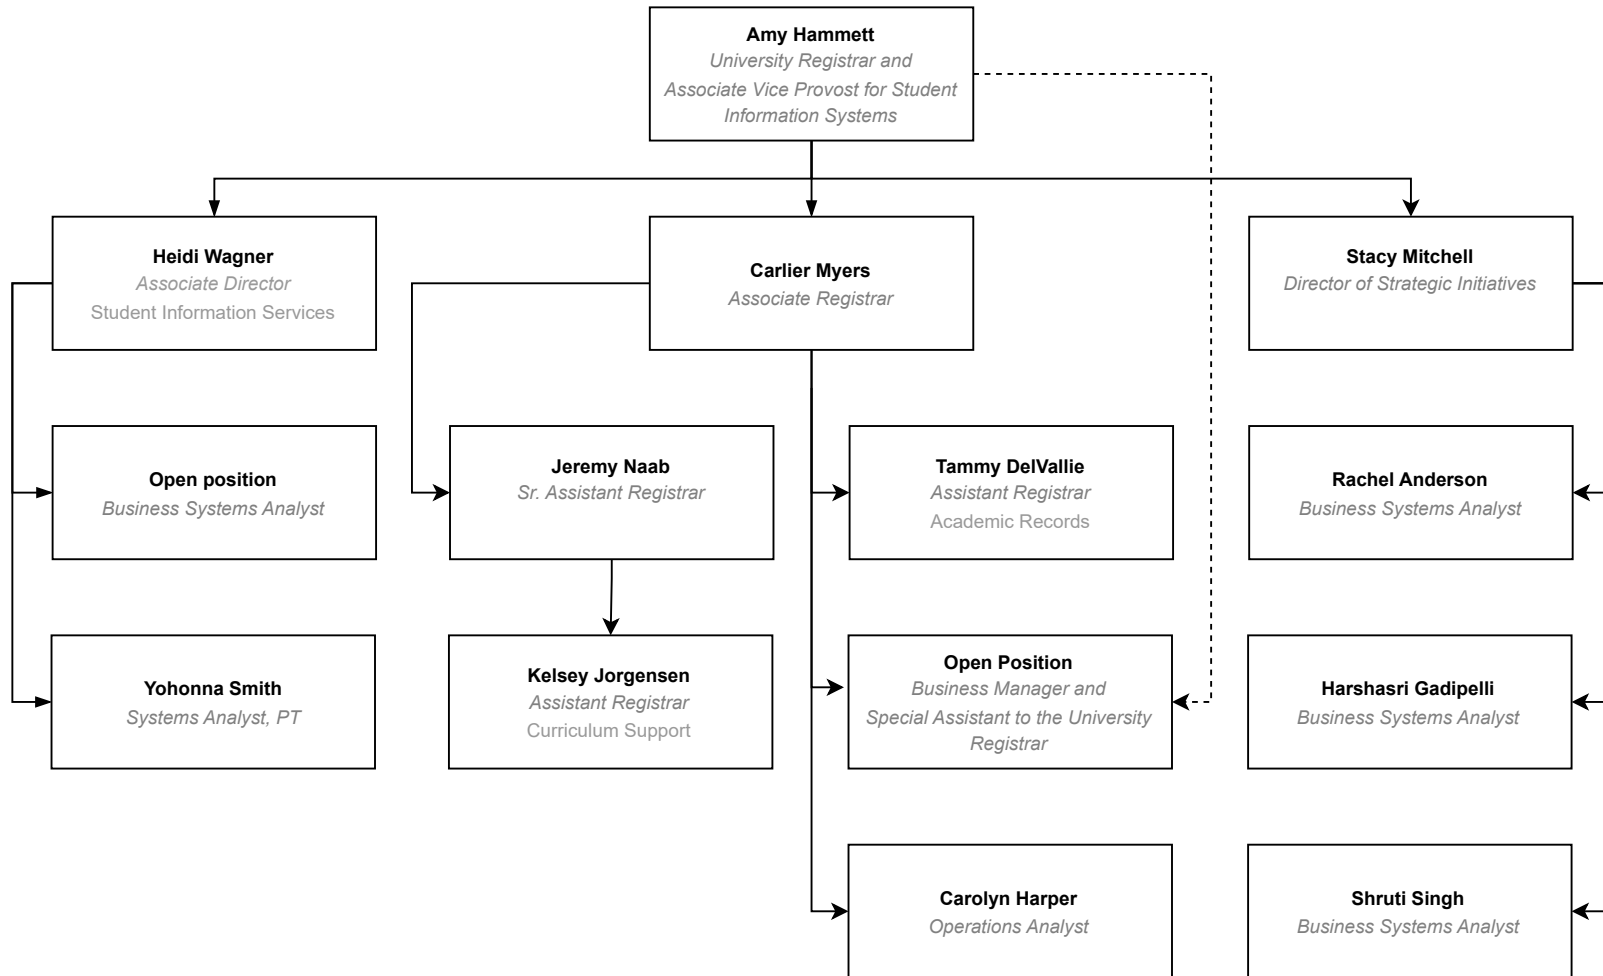 Amy Hammett
University Registrar and
Associate Vice Provost for Student
Information Systems
Heidi Wagner
Associate Director
Student Information Services
Carlier Myers
Associate Registrar
Stacy Mitchell
Director of Strategic Initiatives
Open position
Business Systems Analyst
Jeremy Naab
Sr. Assistant Registrar
Tammy DelVallie
Assistant Registrar
Academic Records
Rachel Anderson
Business Systems Analyst
Yohonna Smith
Systems Analyst, PT
Kelsey Jorgensen
Assistant Registrar
Curriculum Support
Open Position
Business Manager and
Special Assistant to the University
Registrar
Harshasri Gadipelli
Business Systems Analyst
Carolyn Harper
Operations Analyst
Shruti Singh
Business Systems Analyst